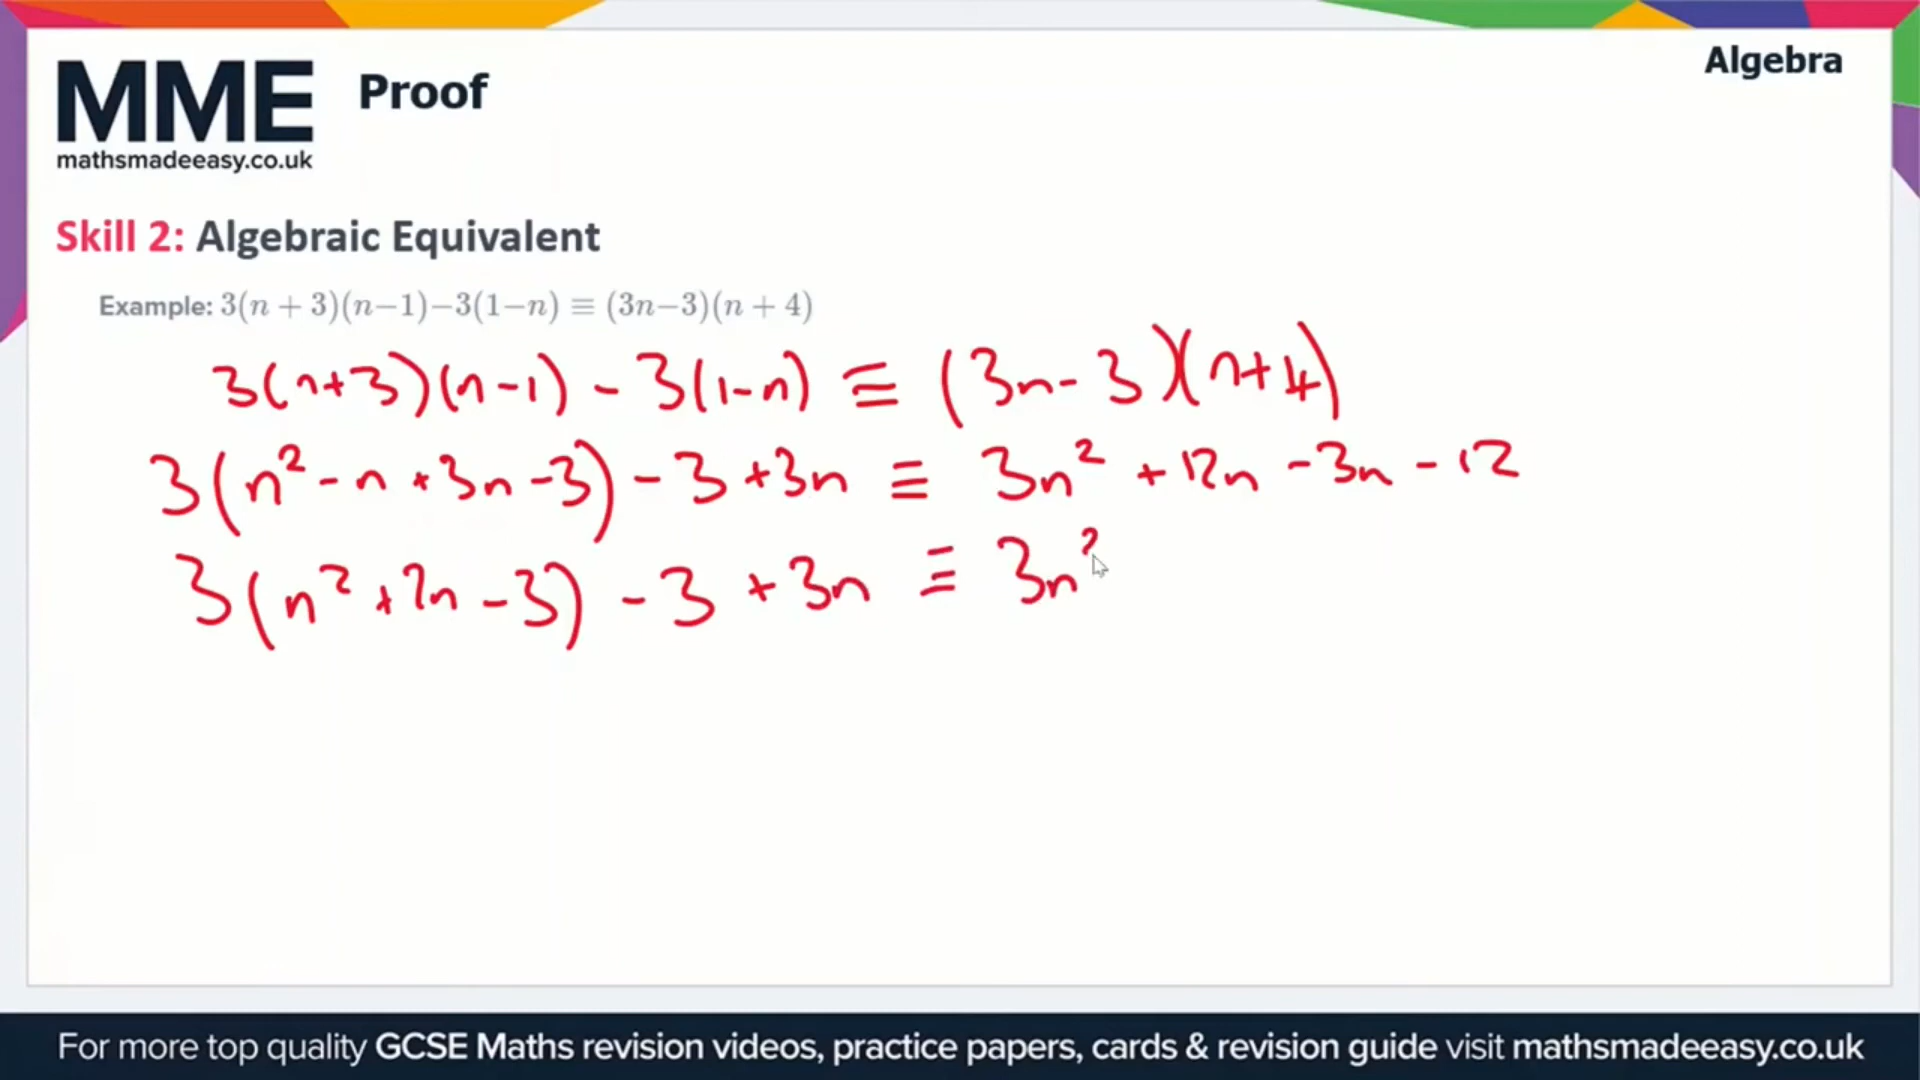 MME
mathsmadeeasy.co.uk
Proof
Algebra
Skill 2: Algebraic Equivalent
Example: 3(n + 3)(n−1)−3(1−n) ≡ (3n−3)(n + 4)
3(n+3)(n-1) - 3(1-n) ≡ (3n-3)(n+4)
3(n² - n + 3n - 3) - 3 + 3n ≡ 3n² + 12n - 3n - 12
3(n² + 2n - 3) - 3 + 3n ≡ 3n²
For more top quality GCSE Maths revision videos, practice papers, cards & revision guide visit mathsmadeeasy.co.uk